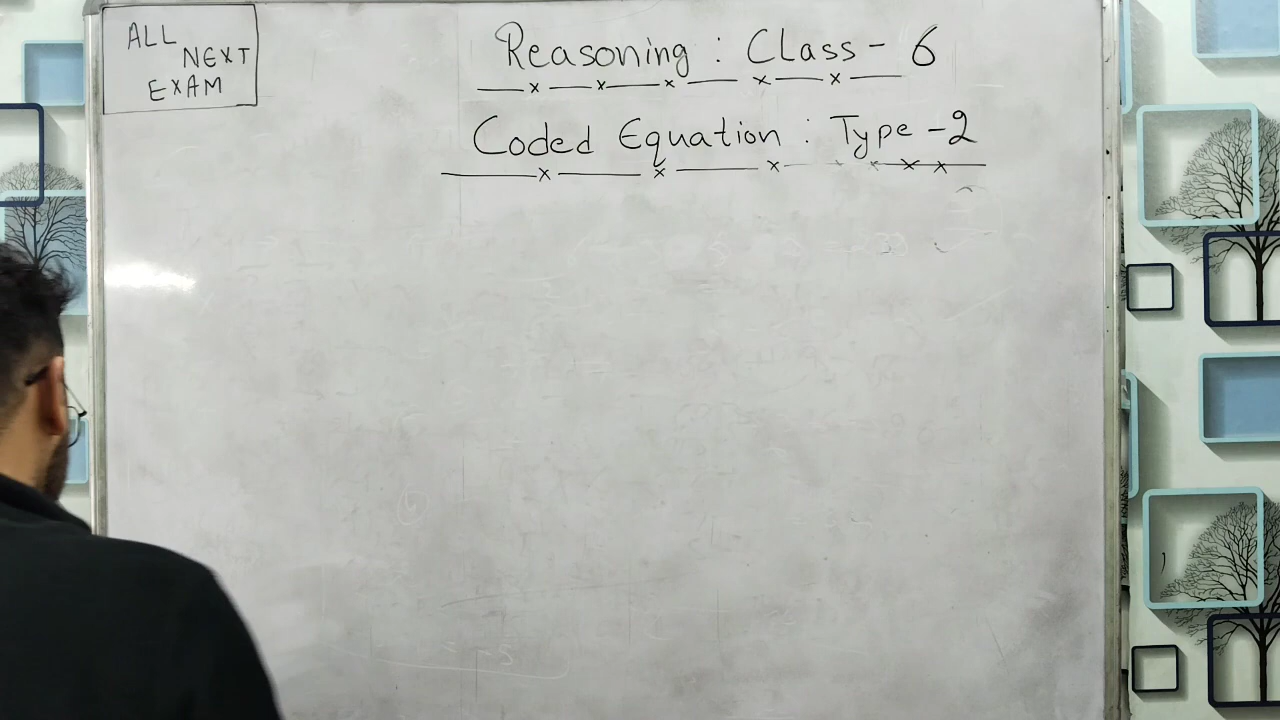 ALL
NEXT
EXAM
Reasoning : Class - 6
Coded Equation : Type - 2